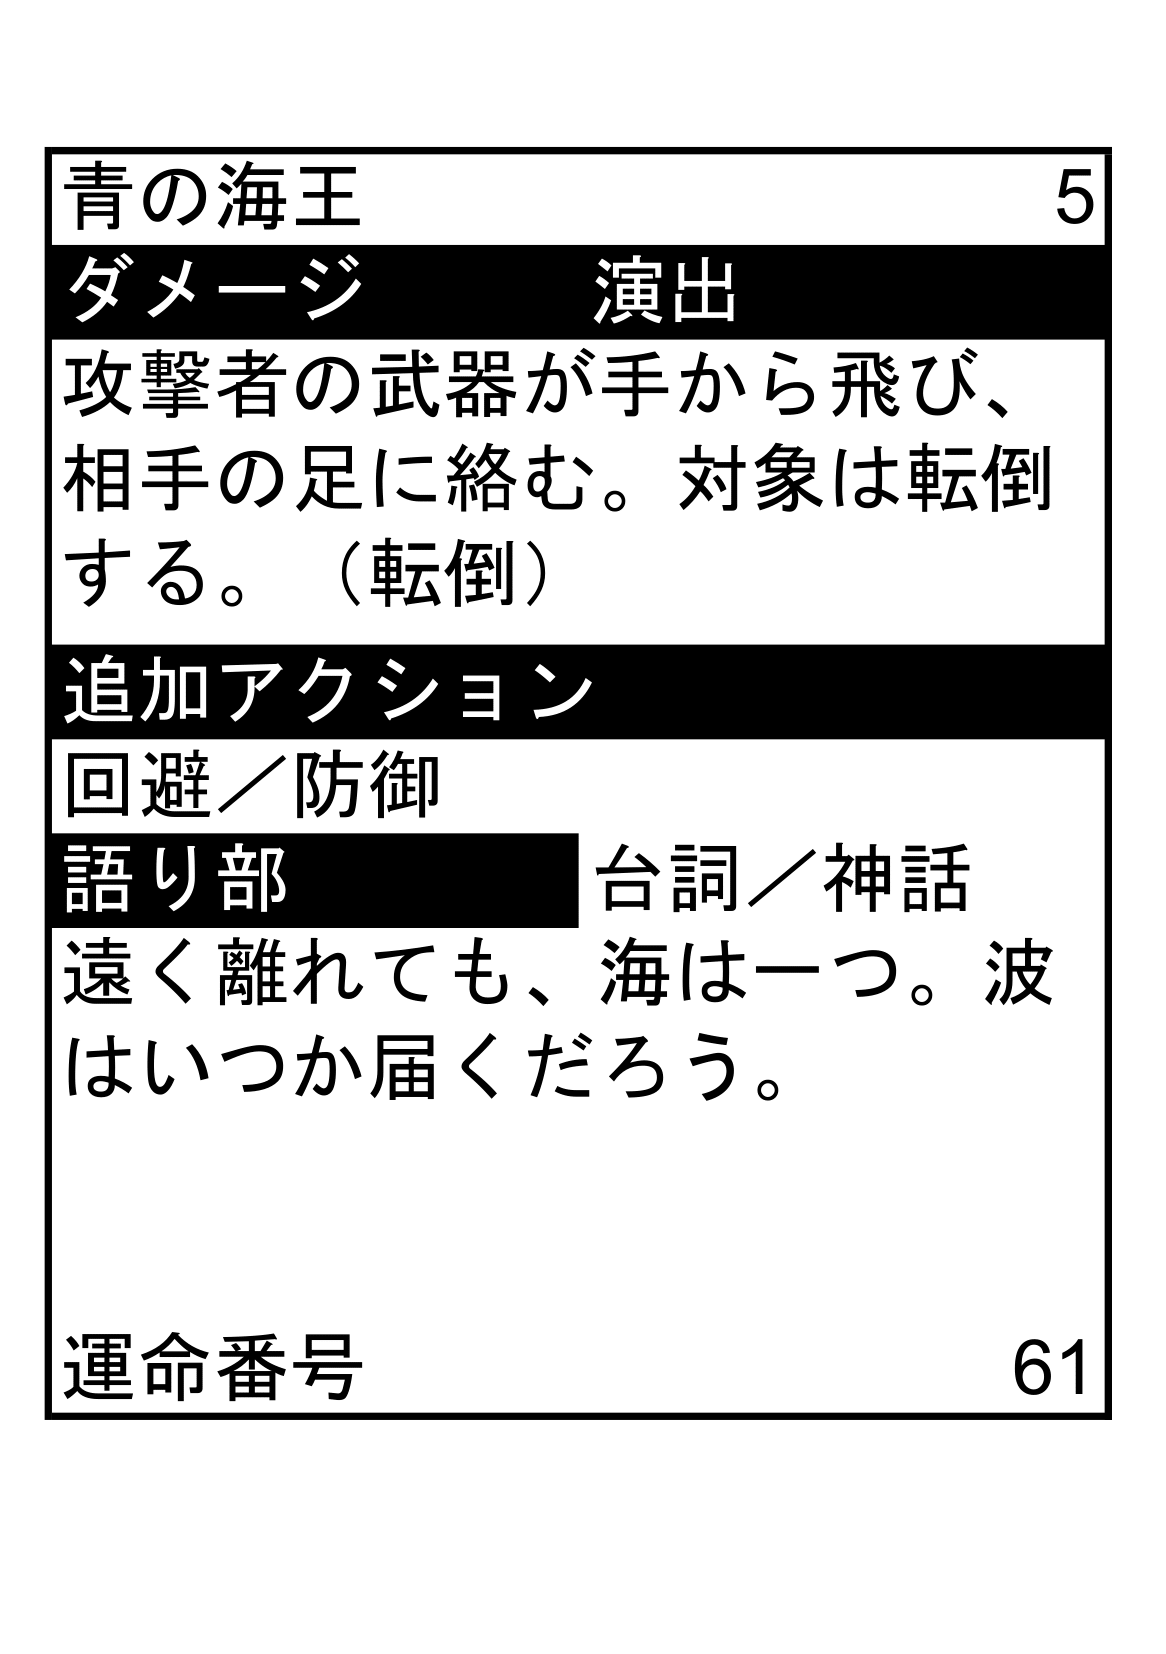 青の海王 5
ダメージ 演出
攻撃者の武器が手から飛び、
相手の足に絡む。対象は転倒
する。（転倒）
追加アクション
回避／防御
語り部 台詞／神話
遠く離れても、海は一つ。波
はいつか届くだろう。
運命番号 61